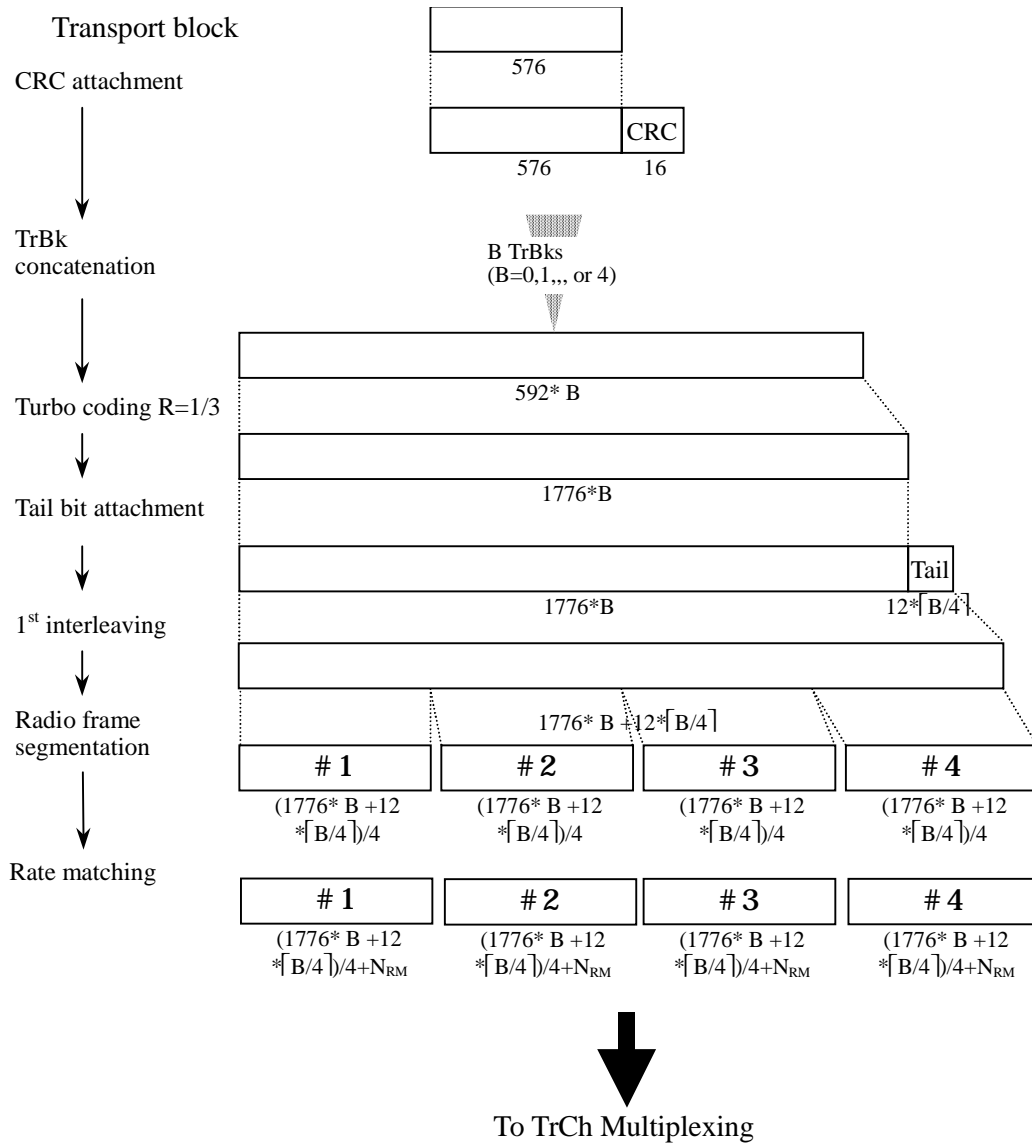 Transport block
576
CRC attachment
CRC
576 16
TrBk
concatenation
B TrBks
(B=0,1,,, or 4)
592* B
Turbo coding R=1/3
1776*B
Tail bit attachment
Tail
1776*B 12*⌈B/4⌉
1st interleaving
1776* B +12*⌈B/4⌉
Radio frame
segmentation
#1 #2 #3 #4
(1776* B +12 (1776* B +12 (1776* B +12 (1776* B +12
*⌈B/4⌉)/4 *⌈B/4⌉)/4 *⌈B/4⌉)/4 *⌈B/4⌉)/4
Rate matching
#1 #2 #3 #4
(1776* B +12 (1776* B +12 (1776* B +12 (1776* B +12
*⌈B/4⌉)/4+NRM *⌈B/4⌉)/4+NRM *⌈B/4⌉)/4+NRM *⌈B/4⌉)/4+NRM
To TrCh Multiplexing